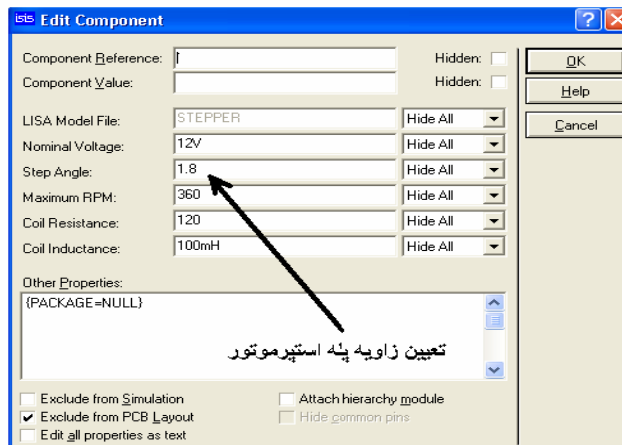 isis Edit Component
Component Reference: Hidden:
Component Value: Hidden:
LISA Model File: STEPPER Hide All
Nominal Voltage: 12V Hide All
Step Angle: 1.8 Hide All
Maximum RPM: 360 Hide All
Coil Resistance: 120 Hide All
Coil Inductance: 100mH Hide All
Other Properties:
{PACKAGE=NULL}
تعیین زاویه پله استپرموتور
Exclude from Simulation Attach hierarchy module
Exclude from PCB Layout Hide common pins
Edit all properties as text
OK
Help
Cancel